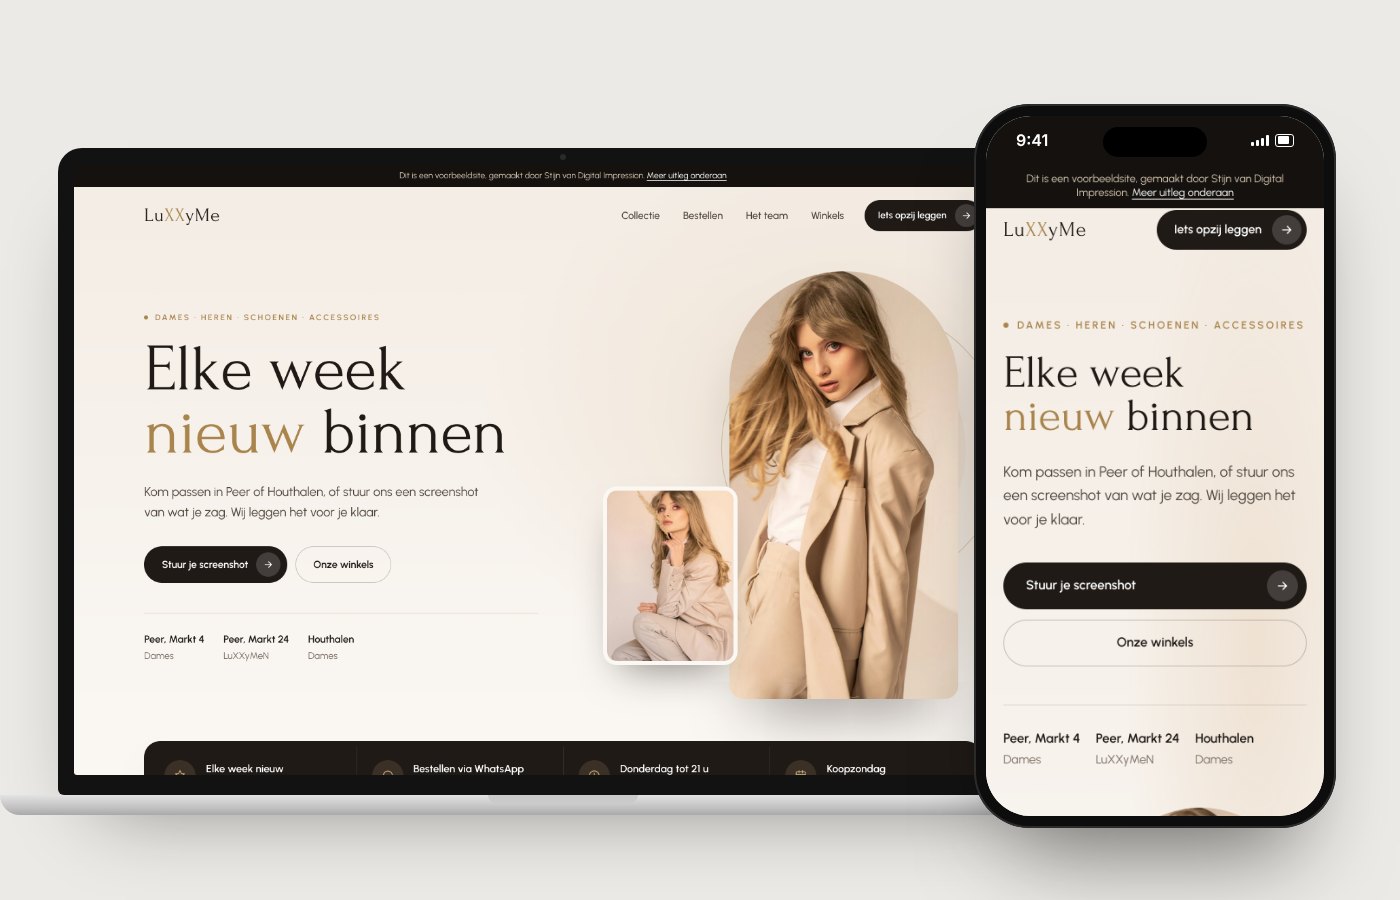 Dit is een voorbeeldsite, gemaakt door Stijn van Digital Impression. Meer uitleg onderaan
LuXXyMe
Collectie
Bestellen
Het team
Winkels
Iets opzij leggen
DAMES · HEREN · SCHOENEN · ACCESSOIRES
Elke week
nieuw binnen
Kom passen in Peer of Houthalen, of stuur ons een screenshot
van wat je zag. Wij leggen het voor je klaar.
Stuur je screenshot
Onze winkels
Peer, Markt 4
Dames
Peer, Markt 24
LuXXyMeN
Houthalen
Dames
Elke week nieuw
Bestellen via WhatsApp
Donderdag tot 21 u
Koopzondag
9:41
Dit is een voorbeeldsite, gemaakt door Stijn van Digital
Impression. Meer uitleg onderaan
LuXXyMe
Iets opzij leggen
DAMES · HEREN · SCHOENEN · ACCESSOIRES
Elke week
nieuw binnen
Kom passen in Peer of Houthalen, of stuur ons
een screenshot van wat je zag. Wij leggen het
voor je klaar.
Stuur je screenshot
Onze winkels
Peer, Markt 4
Dames
Peer, Markt 24
LuXXyMeN
Houthalen
Dames